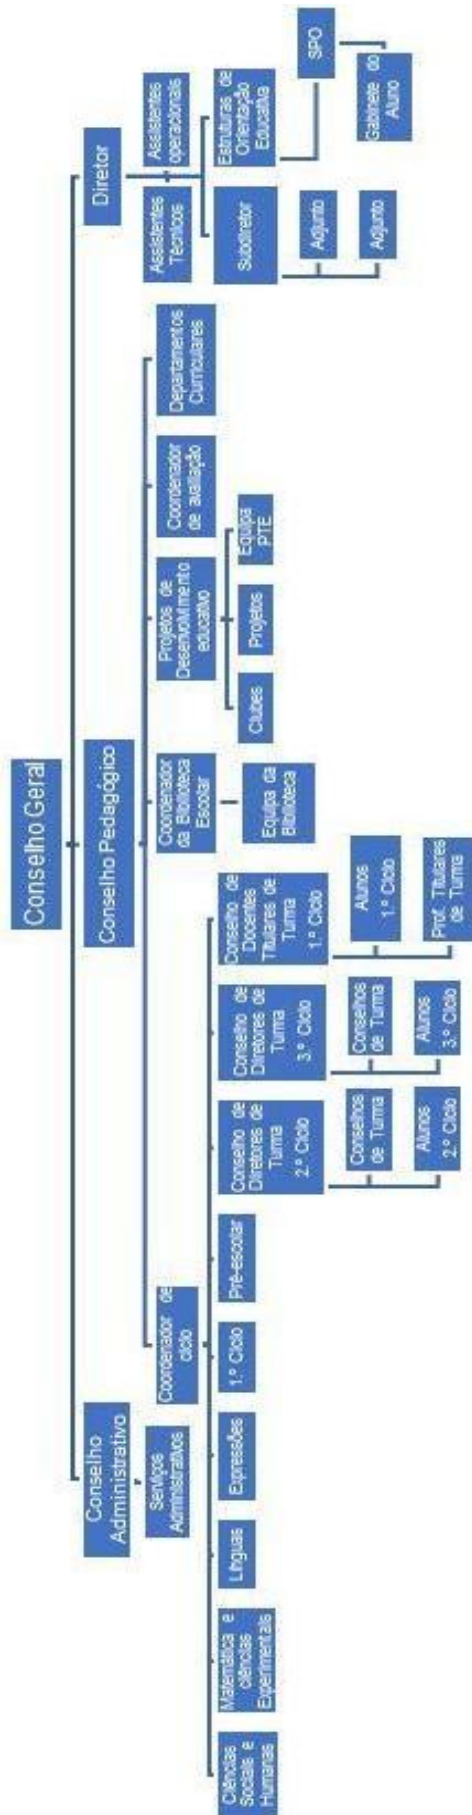 Conselho Geral
Conselho
Administrativo
Conselho Pedagógico
Diretor
Serviços
Administrativos
Assistentes
Técnicos
Assistentes
operacionais
Coordenador de
ciclo
Coordenador
da Biblioteca
Escolar
Projetos de
Desenvolvimento
educativo
Coordenador
de avaliação
Departamentos
Curriculares
Subdiretor
Estruturas de
Orientação
Educativa
Ciências
Sociais e
Humanas
Matemática e
ciências
Experimentais
Línguas
Expressões
1.º Ciclo
Pré-escolar
Conselho de
Diretores de
Turma
2.º Ciclo
Conselho de
Diretores de
Turma
3.º Ciclo
Conselho de
Docentes
Titulares de
Turma
1.º Ciclo
Equipa da
Biblioteca
Clubes
Projetos
Equipa
PTE
Adjunto
Adjunto
SPO
Gabinete do
Aluno
Conselhos
de Turma
Alunos
2.º Ciclo
Conselhos
de Turma
Alunos
3.º Ciclo
Alunos
1.º Ciclo
Prof. Titulares
de Turma